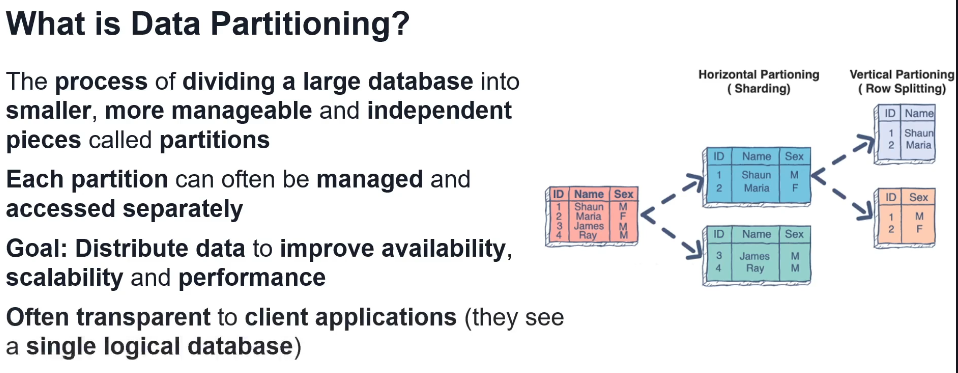 What is Data Partitioning?
The process of dividing a large database into
smaller, more manageable and independent
pieces called partitions
Each partition can often be managed and
accessed separately
Goal: Distribute data to improve availability,
scalability and performance
Often transparent to client applications (they see
a single logical database)
Horizontal Partioning
( Sharding)
Vertical Partioning
( Row Splitting)
ID Name Sex
1 Shaun M
2 Maria F
3 James M
4 Ray M
ID Name Sex
1 Shaun M
2 Maria F
ID Name Sex
3 James M
4 Ray M
ID Name
1 Shaun
2 Maria
ID Sex
1 M
2 F